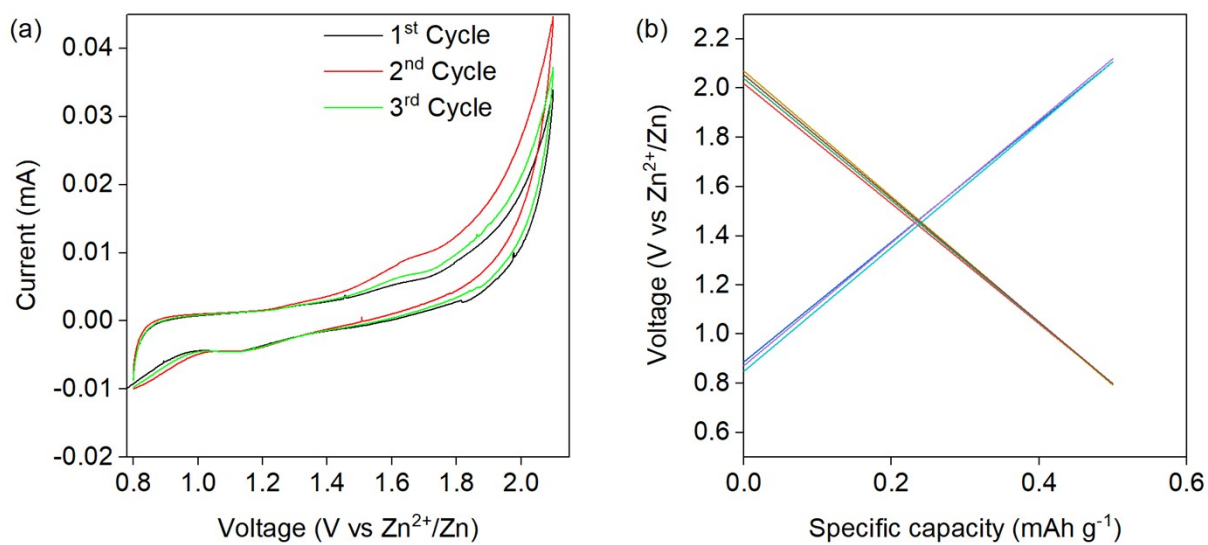 (a)
1st Cycle
2nd Cycle
3rd Cycle
Current (mA)
0.04
0.03
0.02
0.01
0.00
-0.01
-0.02
0.8 1.0 1.2 1.4 1.6 1.8 2.0
Voltage (V vs Zn2+/Zn)
(b)
Voltage (V vs Zn2+/Zn)
2.2
2.0
1.8
1.6
1.4
1.2
1.0
0.8
0.6
0.0 0.2 0.4 0.6
Specific capacity (mAh g-1)